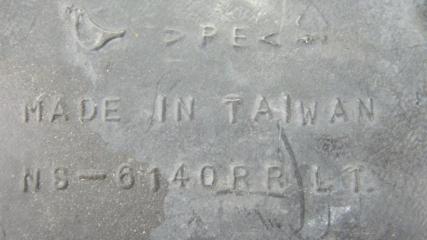 >PE<
MADE IN TAIWAN
NS-6140RR LT.